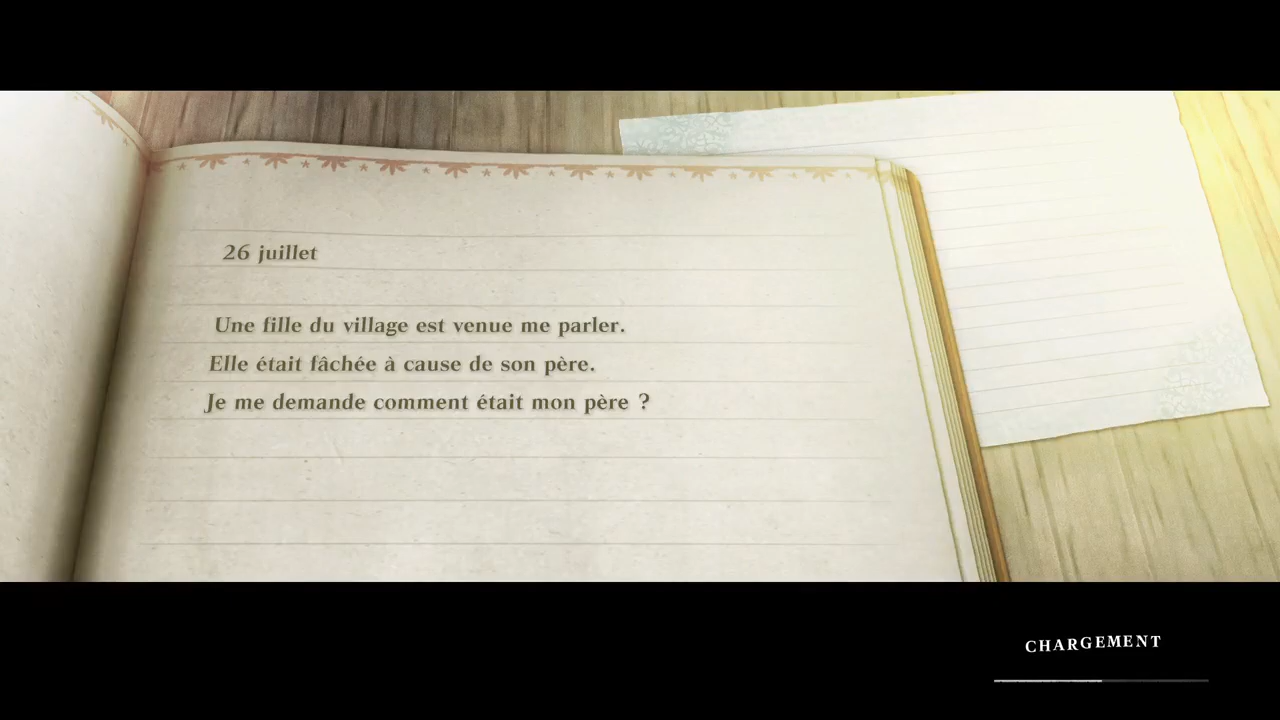 26 juillet
Une fille du village est venue me parler.
Elle était fâchée à cause de son père.
Je me demande comment était mon père ?
CHARGEMENT